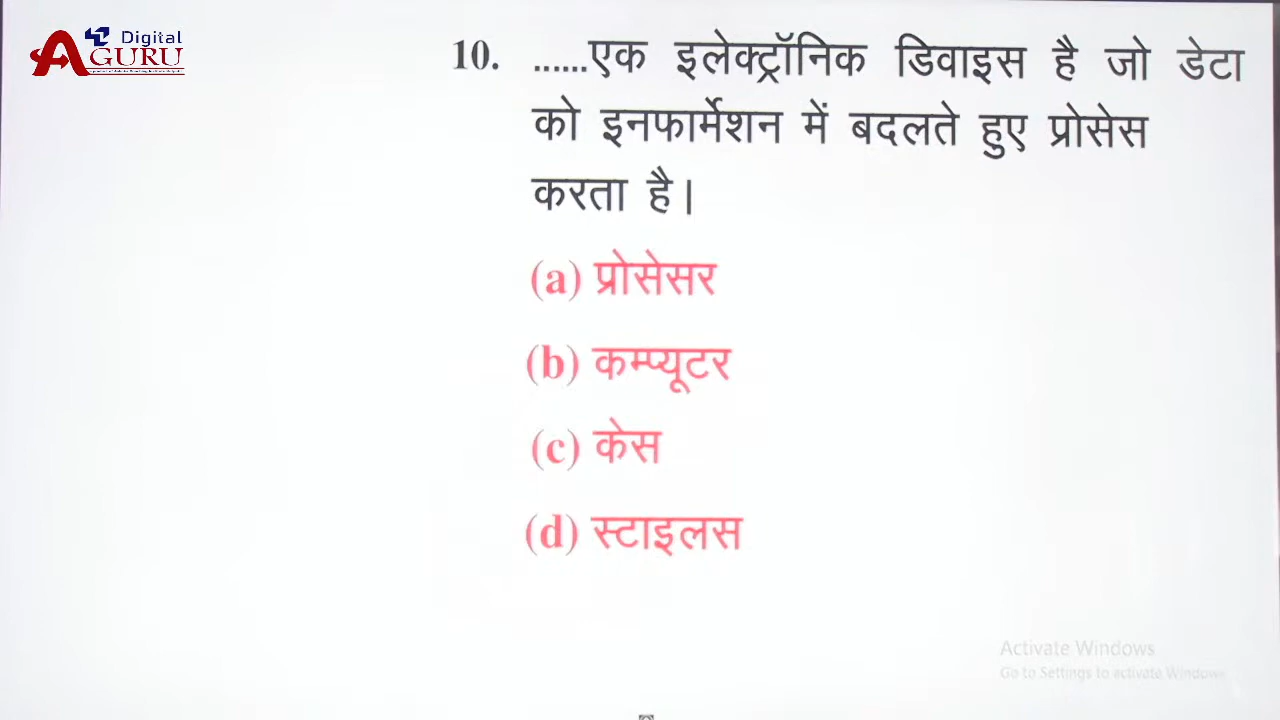 Digital
AGURU
10. ......एक इलेक्ट्रॉनिक डिवाइस है जो डेटा
को इनफार्मेशन में बदलते हुए प्रोसेस
करता है।
(a) प्रोसेसर
(b) कम्प्यूटर
(c) केस
(d) स्टाइलस
Activate Windows
Go to Settings to activate Windows.